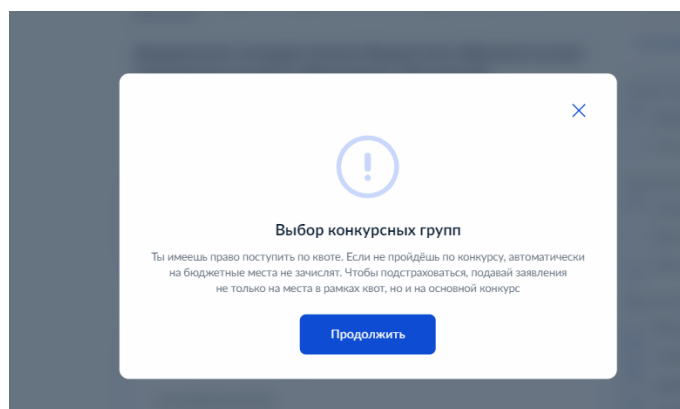 Выбор конкурсных групп
Ты имеешь право поступить по квоте. Если не пройдёшь по конкурсу, автоматически
на бюджетные места не зачислят. Чтобы подстраховаться, подавай заявления
не только на места в рамках квот, но и на основной конкурс
Продолжить